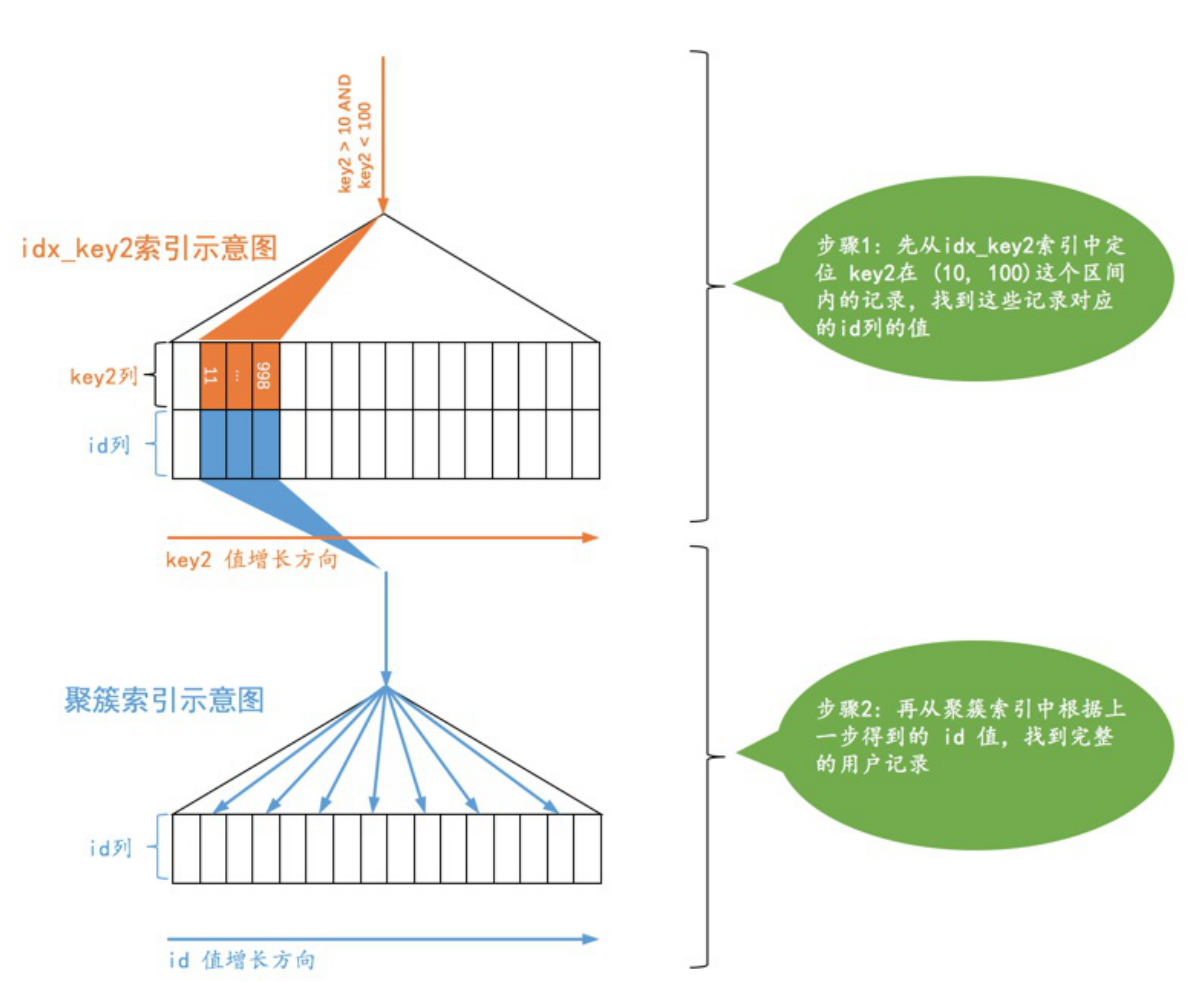 key2 > 10 AND
key2 < 100
idx_key2索引示意图
步骤1: 先从idx_key2索引中定
位 key2在 (10, 100)这个区间
内的记录, 找到这些记录对应
的id列的值
key2列
11
...
998
id列
key2 值增长方向
聚簇索引示意图
步骤2: 再从聚簇索引中根据上
一步得到的 id 值, 找到完整
的用户记录
id列
id 值增长方向